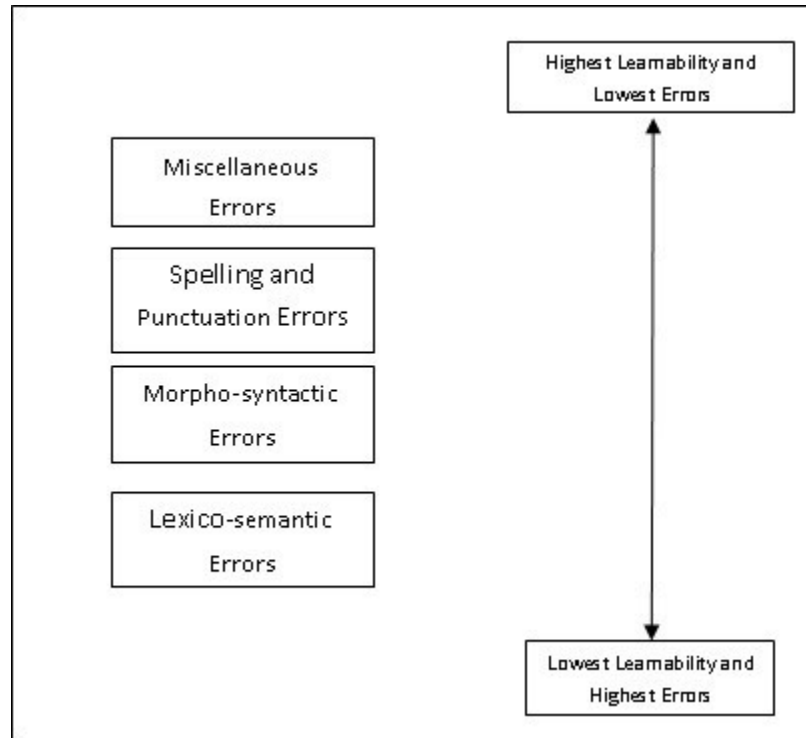 Highest Learnability and
Lowest Errors
Miscellaneous
Errors
Spelling and
Punctuation Errors
Morpho-syntactic
Errors
Lexico-semantic
Errors
Lowest Learnability and
Highest Errors